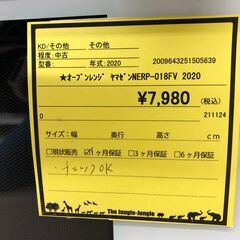 KD/その他 その他
程度:中古 2009643251505639
型番: 年式:2020
★オーブンレンジ ヤマゼンNERP-018FV 2020
¥7,980 (税込)
0 211124
サイズ:幅 奥行 高さ cm
□現状販売 ☑1ヶ月保証 □3ヶ月保証 □6ヶ月保証
・チェックOK
The Jungle-Jungle